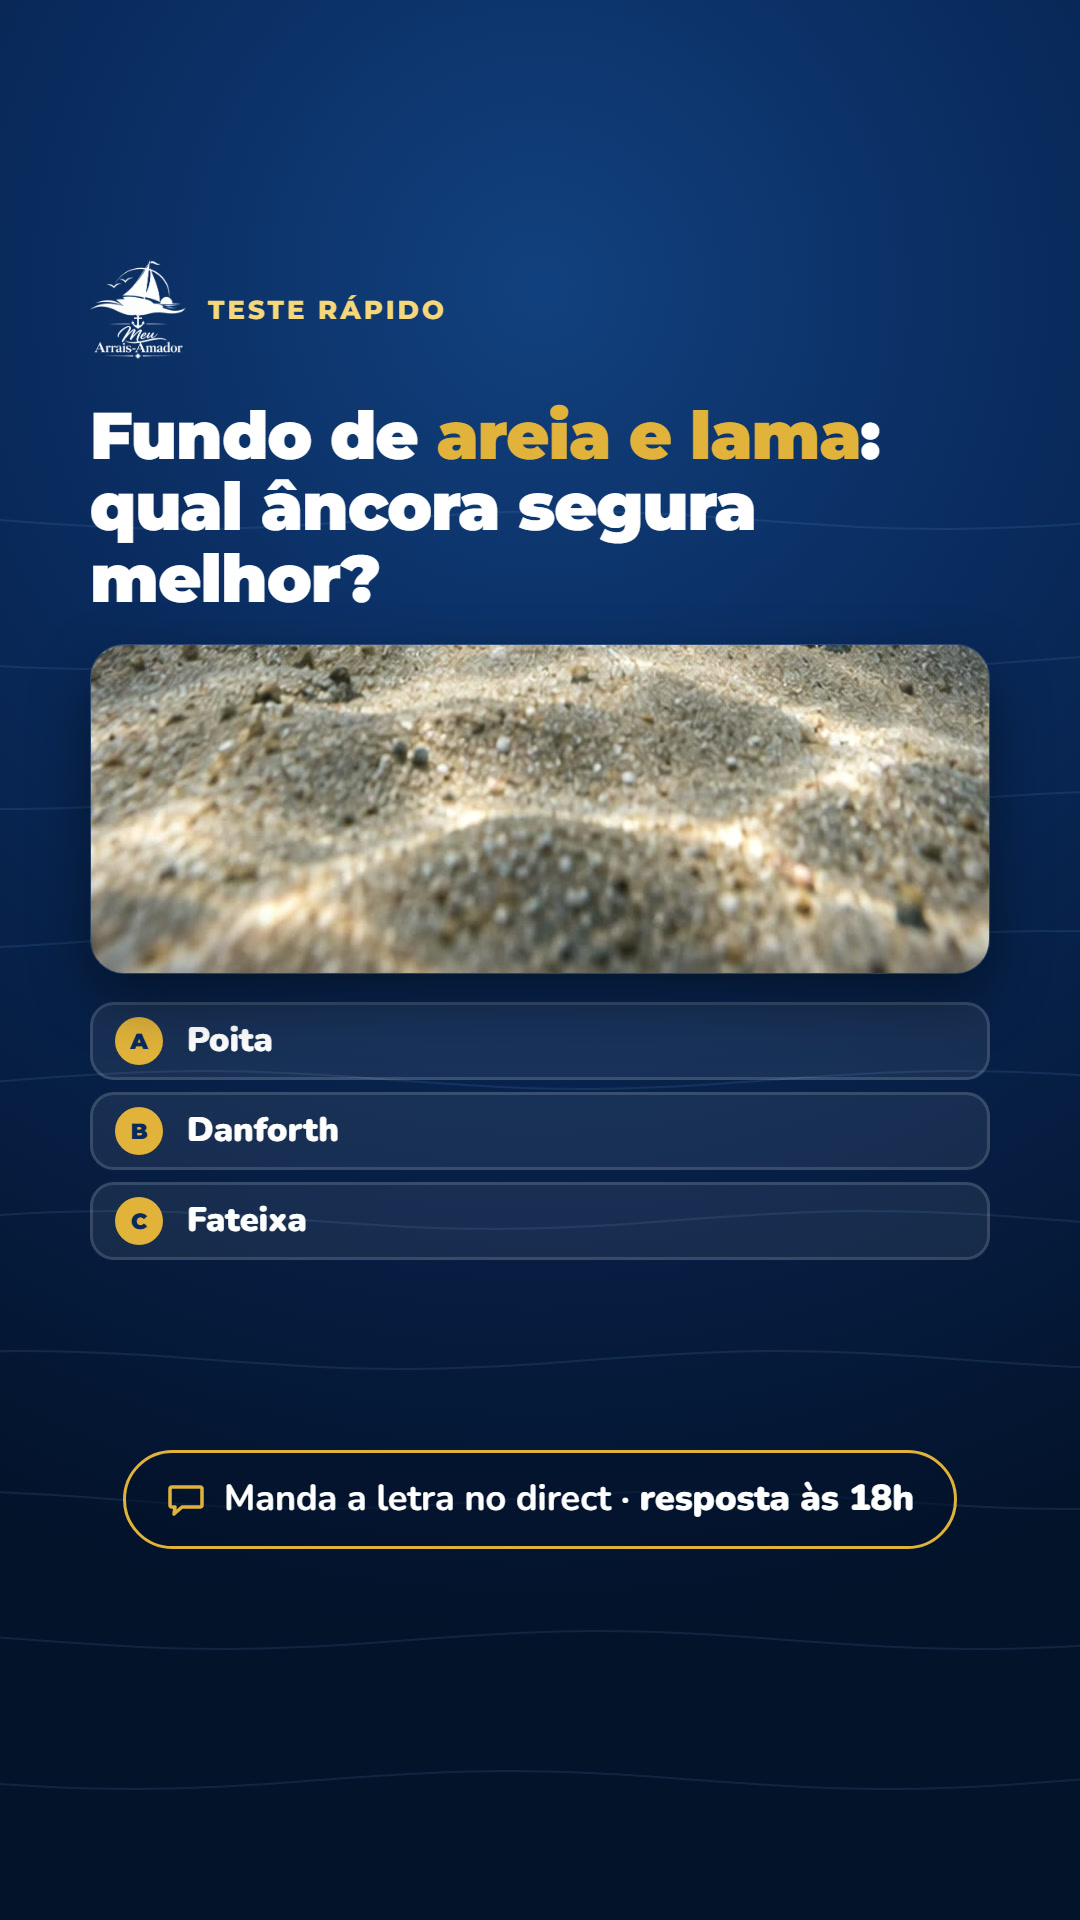 Meu
Arrais-Amador
TESTE RÁPIDO
Fundo de areia e lama:
qual âncora segura
melhor?
A Poita
B Danforth
C Fateixa
Manda a letra no direct · resposta às 18h